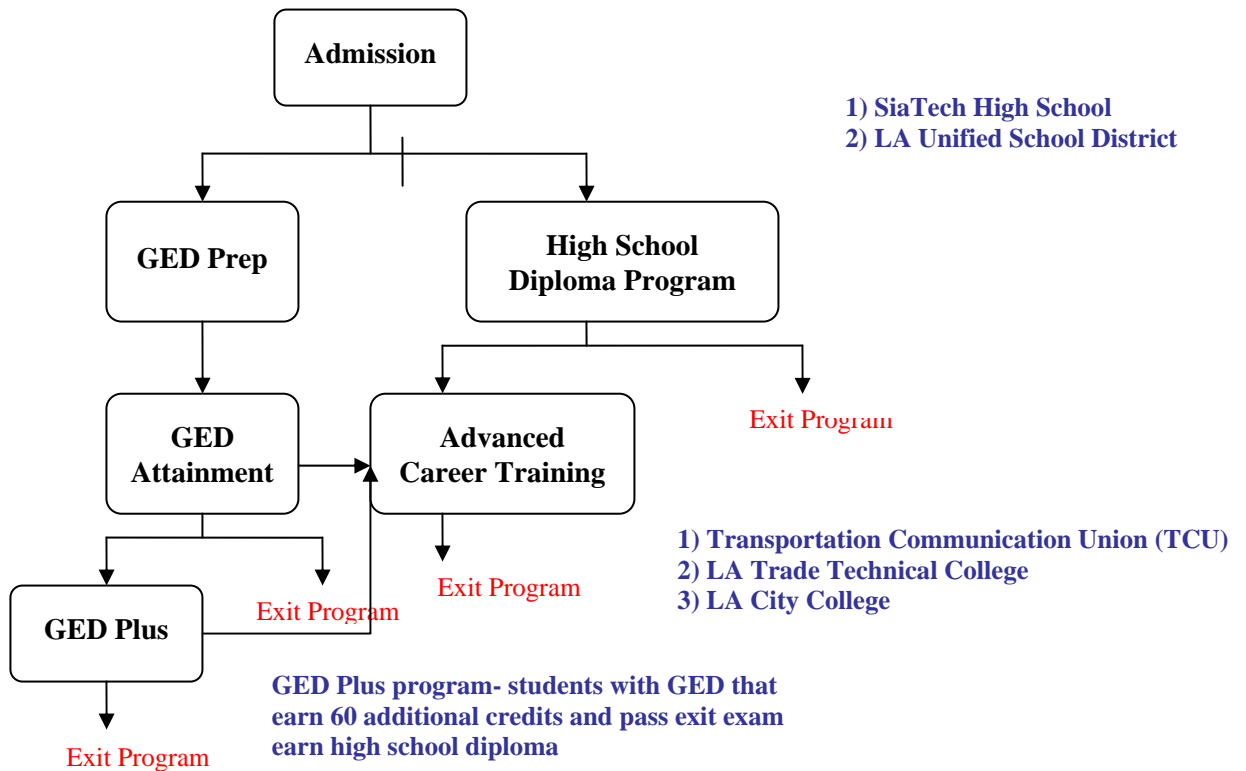 Admission
1) SiaTech High School
2) LA Unified School District
GED Prep
High School
Diploma Program
GED
Attainment
Advanced
Career Training
Exit Program
1) Transportation Communication Union (TCU)
2) LA Trade Technical College
3) LA City College
Exit Program
Exit Program
GED Plus
GED Plus program- students with GED that
earn 60 additional credits and pass exit exam
earn high school diploma
Exit Program